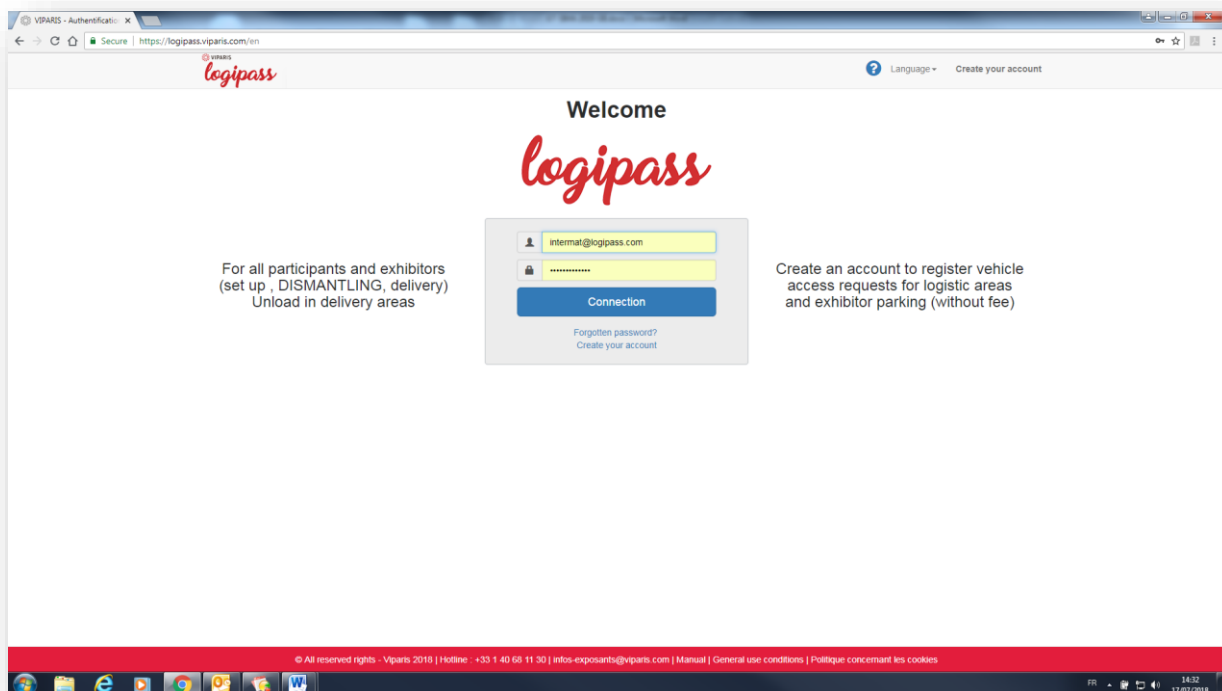 VIPARIS - Authentificatio
Secure | https://logipass.viparis.com/en
VIPARIS
logipass
Language
Create your account
Welcome
logipass
For all participants and exhibitors
(set up , DISMANTLING, delivery)
Unload in delivery areas
intermat@logipass.com
Connection
Forgotten password?
Create your account
Create an account to register vehicle
access requests for logistic areas
and exhibitor parking (without fee)
© All reserved rights - Viparis 2018 | Hotline : +33 1 40 68 11 30 | infos-exposants@viparis.com | Manual | General use conditions | Politique concernant les cookies
FR
14:32
17/07/2018